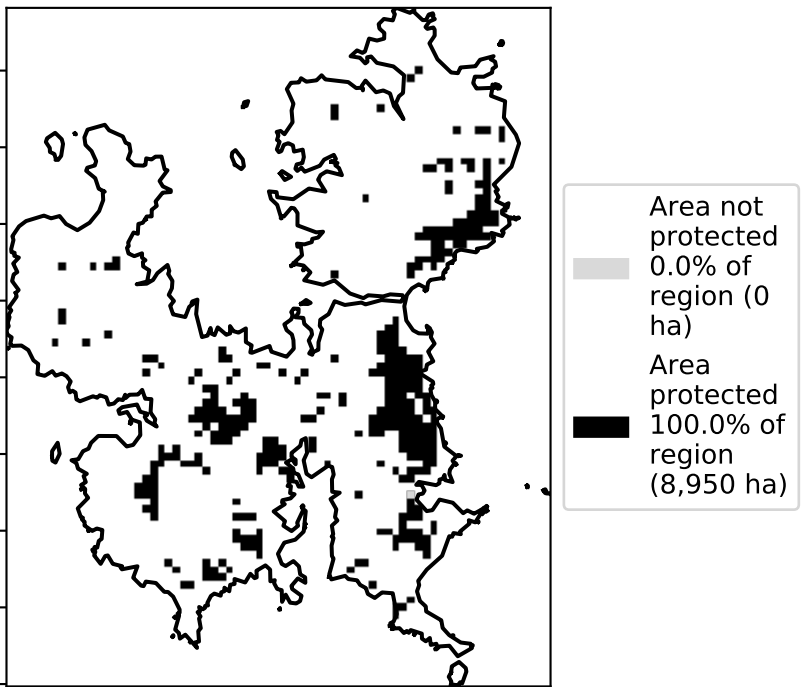 Area not
protected
0.0% of
region (0
ha)
Area
protected
100.0% of
region
(8,950 ha)